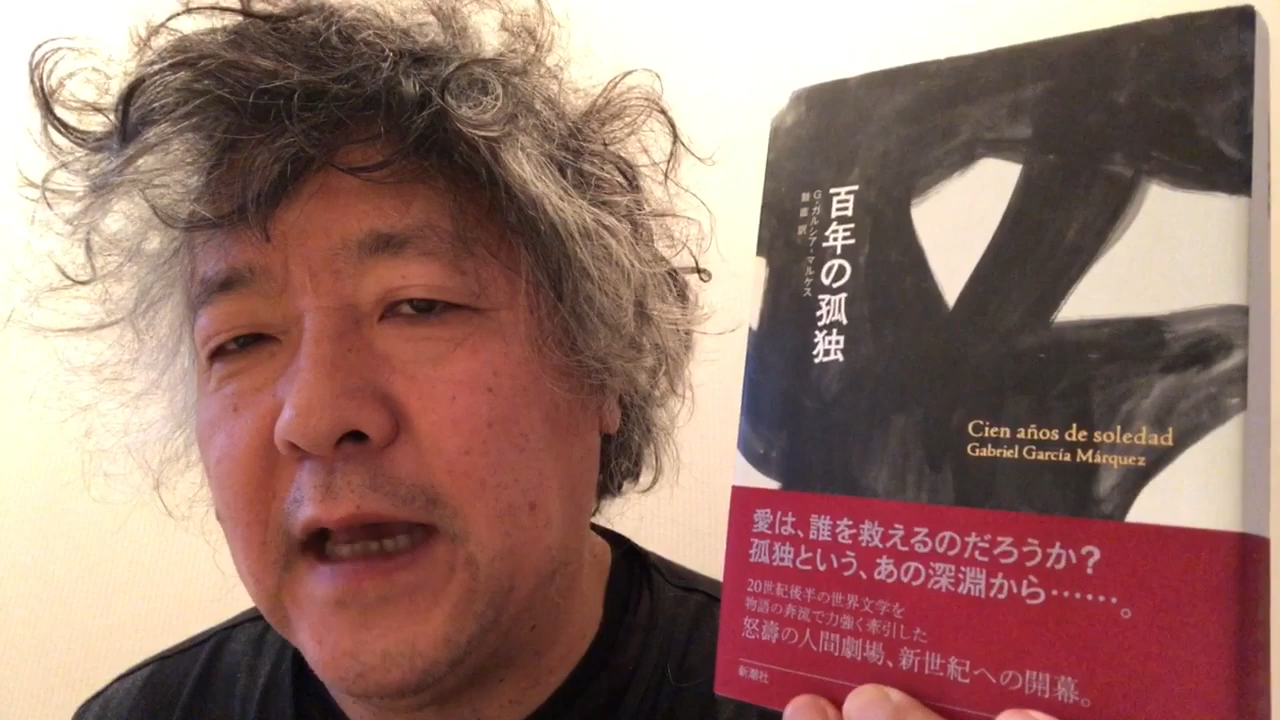 百年の孤独
G・ガルシア・マルケス
鼓直 訳
Cien años de soledad
Gabriel García Márquez
愛は、誰を救えるのだろうか?
孤独という、あの深淵から……。
20世紀後半の世界文学を
物語の奔流で力強く牽引した
怒濤の人間劇場、新世紀への開幕。
新潮社